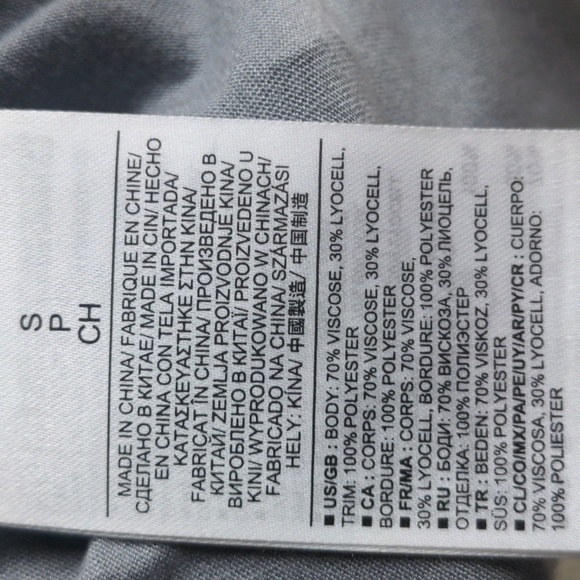 S
P
CH
MADE IN CHINA/ FABRIQUE EN CHINE/
СДЕЛАНО В КИТАЕ/ MADE IN CIN/ HECHO
EN CHINA CON TELA IMPORTADA/
ΚΑΤΑΣΚΕΥΑΣΤΗΚΕ ΣΤΗΝ ΚΙΝΑ/
FABRICAT ÎN CHINA/ ПРОИЗВЕДЕНО В
КИТАЙ/ ZEMLJA PROIZVODNJE KINA/
ВИРОБЛЕНО В КИТАЇ/ PROIZVEDENO U
KINI/ WYPRODUKOWANO W CHINACH/
FABRICADO NA CHINA/ SZÁRMAZÁSI
HELY: KÍNA/ 中國製造/ 中国制造
■ US/GB : BODY: 70% VISCOSE, 30% LYOCELL,
TRIM: 100% POLYESTER
■ CA : CORPS: 70% VISCOSE, 30% LYOCELL,
BORDURE: 100% POLYESTER
■ FR/MA : CORPS: 70% VISCOSE,
30% LYOCELL, BORDURE: 100% POLYESTER
■ RU : БОДИ: 70% ВИСКОЗА, 30% ЛИОЦЕЛЬ,
ОТДЕЛКА: 100% ПОЛИЭСТЕР
■ TR : BEDEN: 70% VISKOZ, 30% LYOCELL,
SÜS: 100% POLYESTER
■ CL/CO/MX/PA/PE/UY/AR/PY/CR : CUERPO:
70% VISCOSA, 30% LYOCELL, ADORNO:
100% POLIESTER